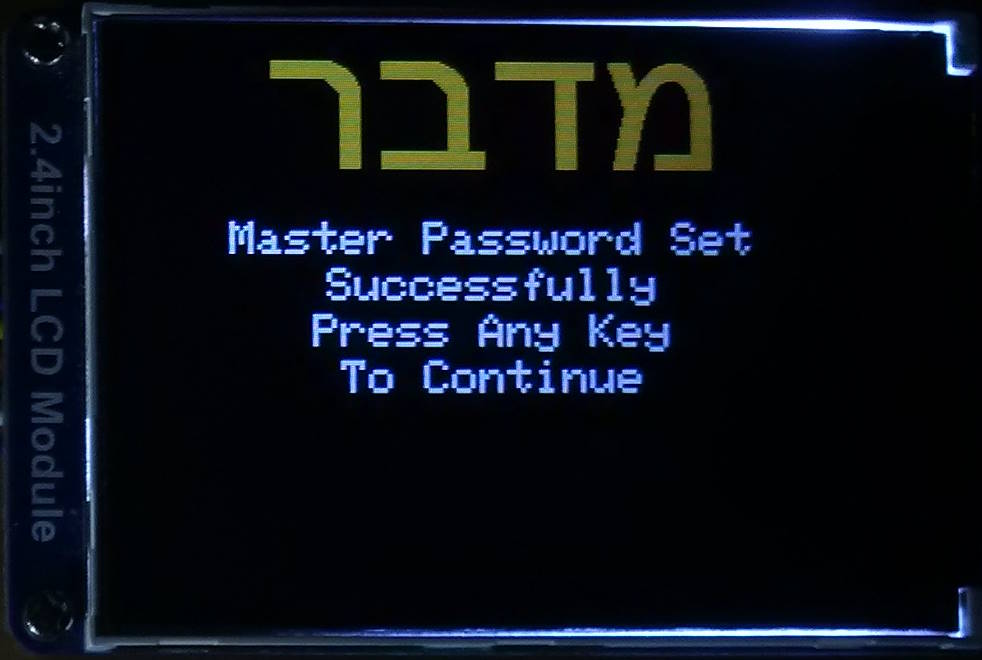 מדבר
Master Password Set
Successfully
Press Any Key
To Continue
2.4inch LCD Module